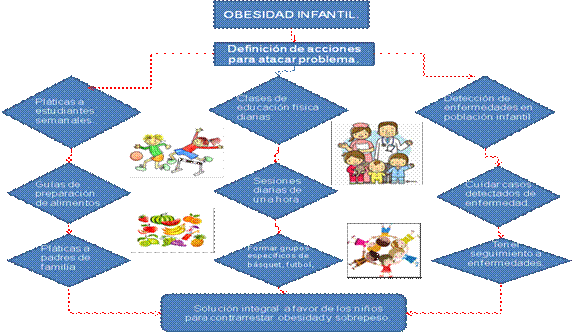 OBESIDAD INFANTIL.
Definición de acciones
para atacar problema.
Pláticas a
estudiantes
semanales.
Clases de
educación física
diarias
Detección de
enfermedades en
población infantil
Guías de
preparación
de alimentos.
Sesiones
diarias de
una hora
Cuidar casos
detectados de
enfermedad.
Pláticas a
padres de
familia
Formar grupos
específicos de
básquet, futbol.
Tener
seguimiento a
enfermedades.
Solución integral a favor de los niños
para contrarrestar obesidad y sobrepeso.